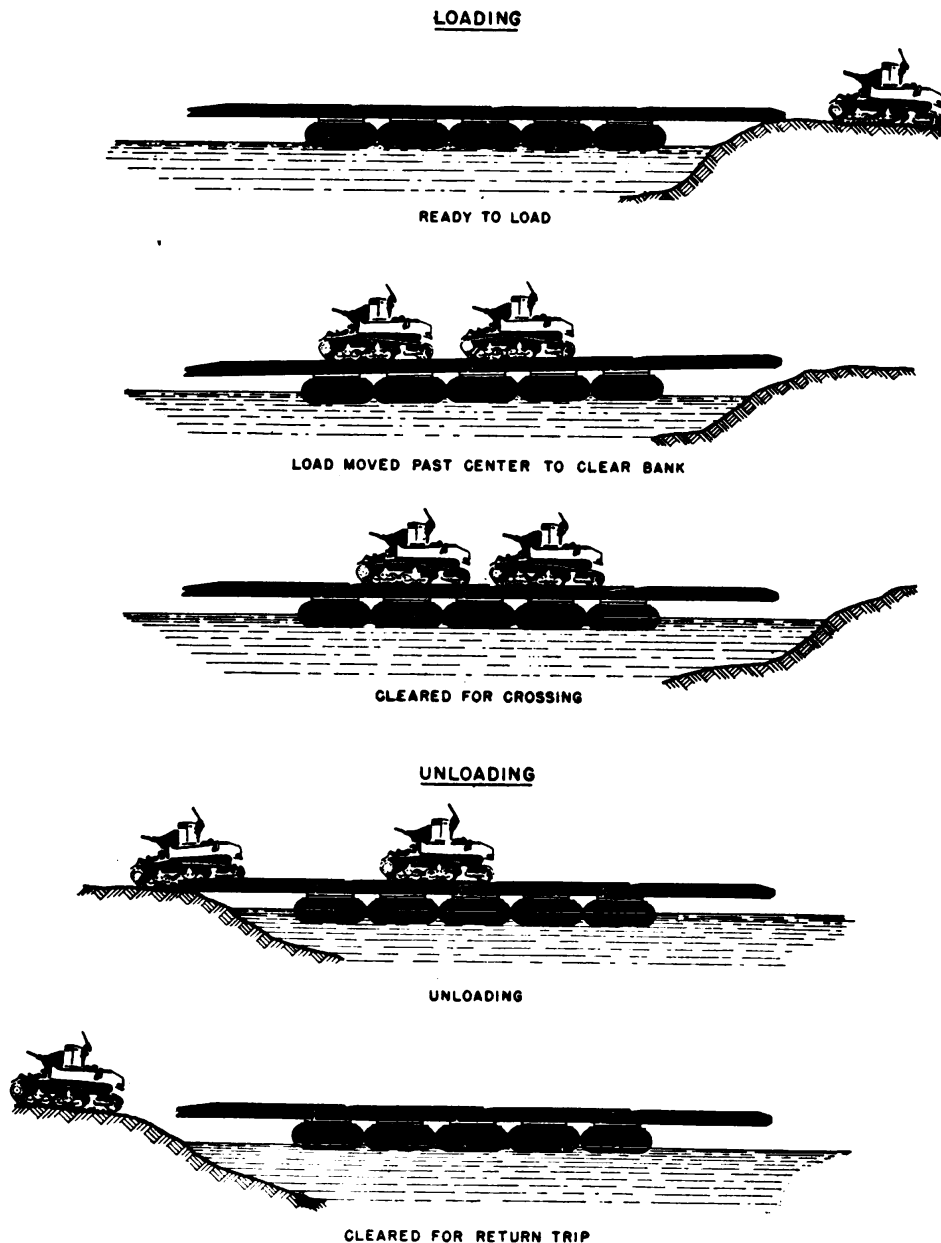 LOADING
READY TO LOAD
LOAD MOVED PAST CENTER TO CLEAR BANK
CLEARED FOR CROSSING
UNLOADING
UNLOADING
CLEARED FOR RETURN TRIP